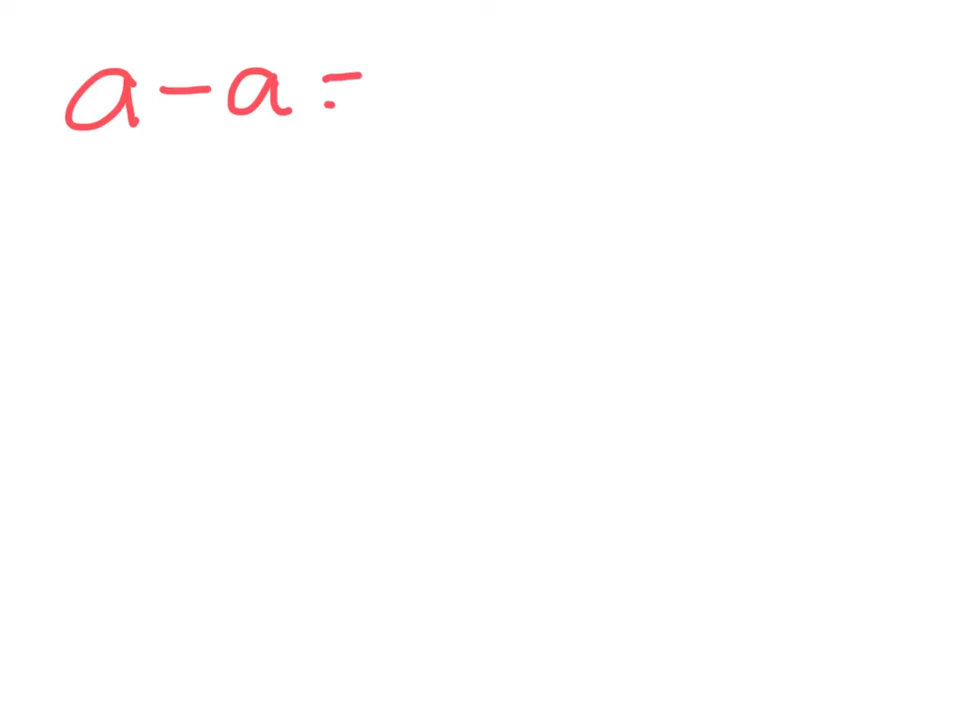 a - a =